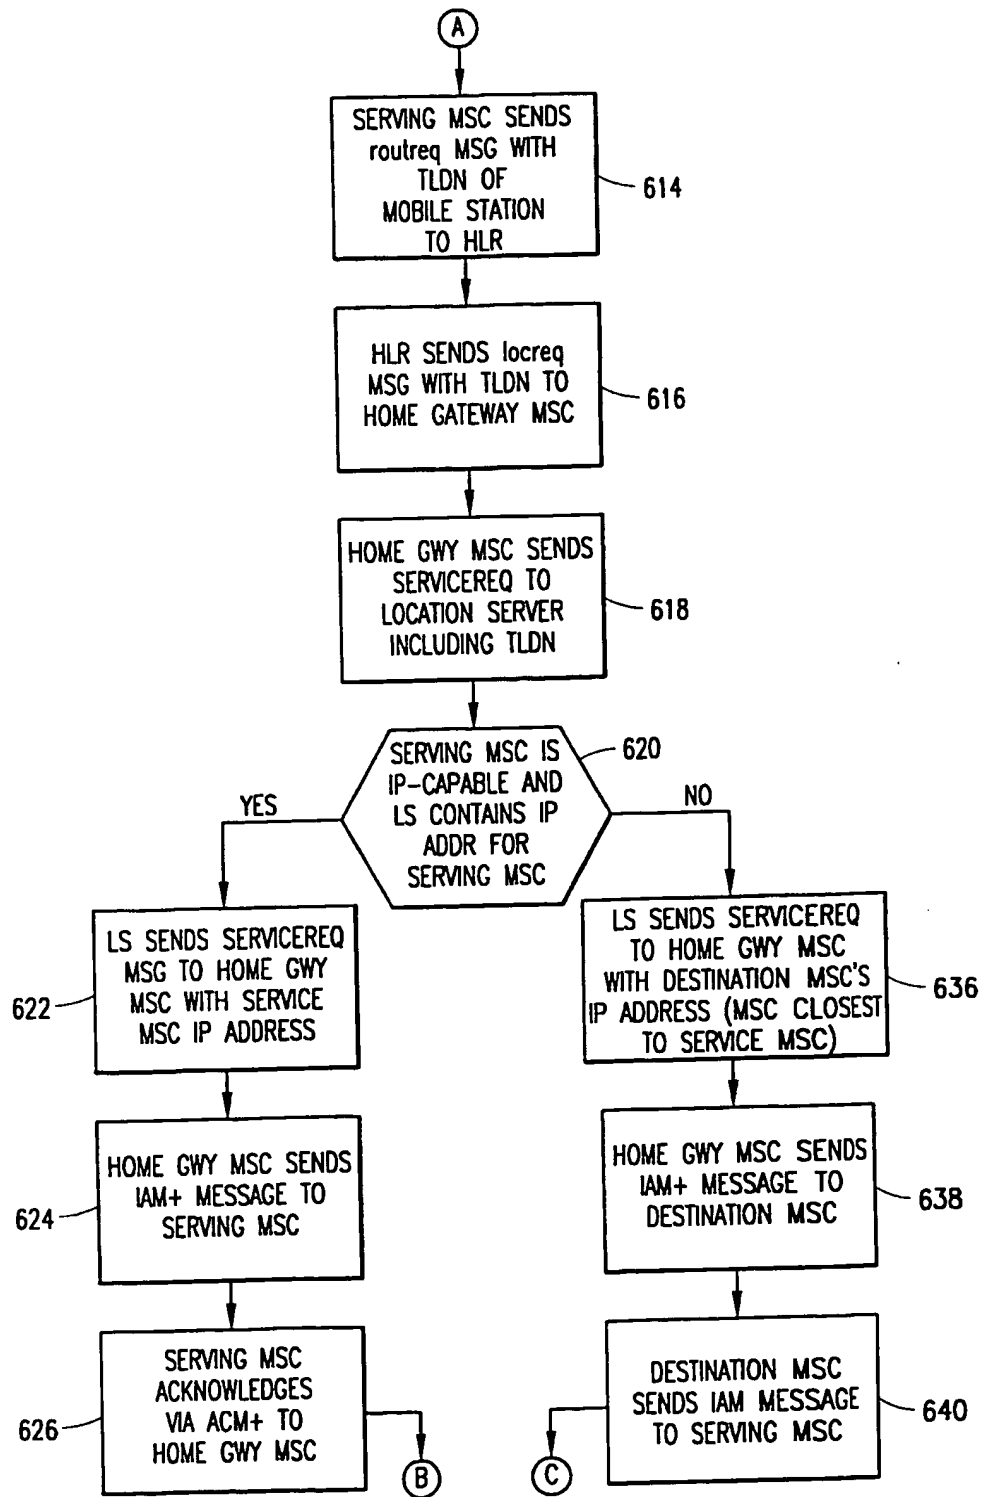 A
SERVING MSC SENDS
routreq MSG WITH
TLDN OF
MOBILE STATION
TO HLR
614
HLR SENDS locreq
MSG WITH TLDN TO
HOME GATEWAY MSC
616
HOME GWY MSC SENDS
SERVICEREQ TO
LOCATION SERVER
INCLUDING TLDN
618
SERVING MSC IS
IP-CAPABLE AND
LS CONTAINS IP
ADDR FOR
SERVING MSC
620
YES
NO
LS SENDS SERVICEREQ
MSG TO HOME GWY
MSC WITH SERVICE
MSC IP ADDRESS
622
LS SENDS SERVICEREQ
TO HOME GWY MSC
WITH DESTINATION MSC'S
IP ADDRESS (MSC CLOSEST
TO SERVICE MSC)
636
HOME GWY MSC SENDS
IAM+ MESSAGE TO
SERVING MSC
624
HOME GWY MSC SENDS
IAM+ MESSAGE TO
DESTINATION MSC
638
SERVING MSC
ACKNOWLEDGES
VIA ACM+ TO
HOME GWY MSC
626
DESTINATION MSC
SENDS IAM MESSAGE
TO SERVING MSC
640
B
C